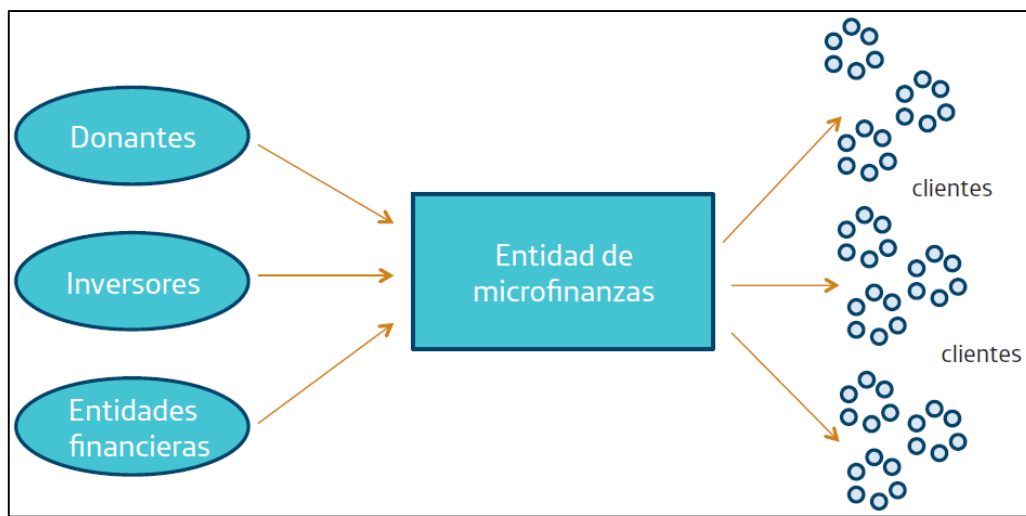 Donantes
Inversores
Entidades
financieras
Entidad de
microfinanzas
clientes
clientes